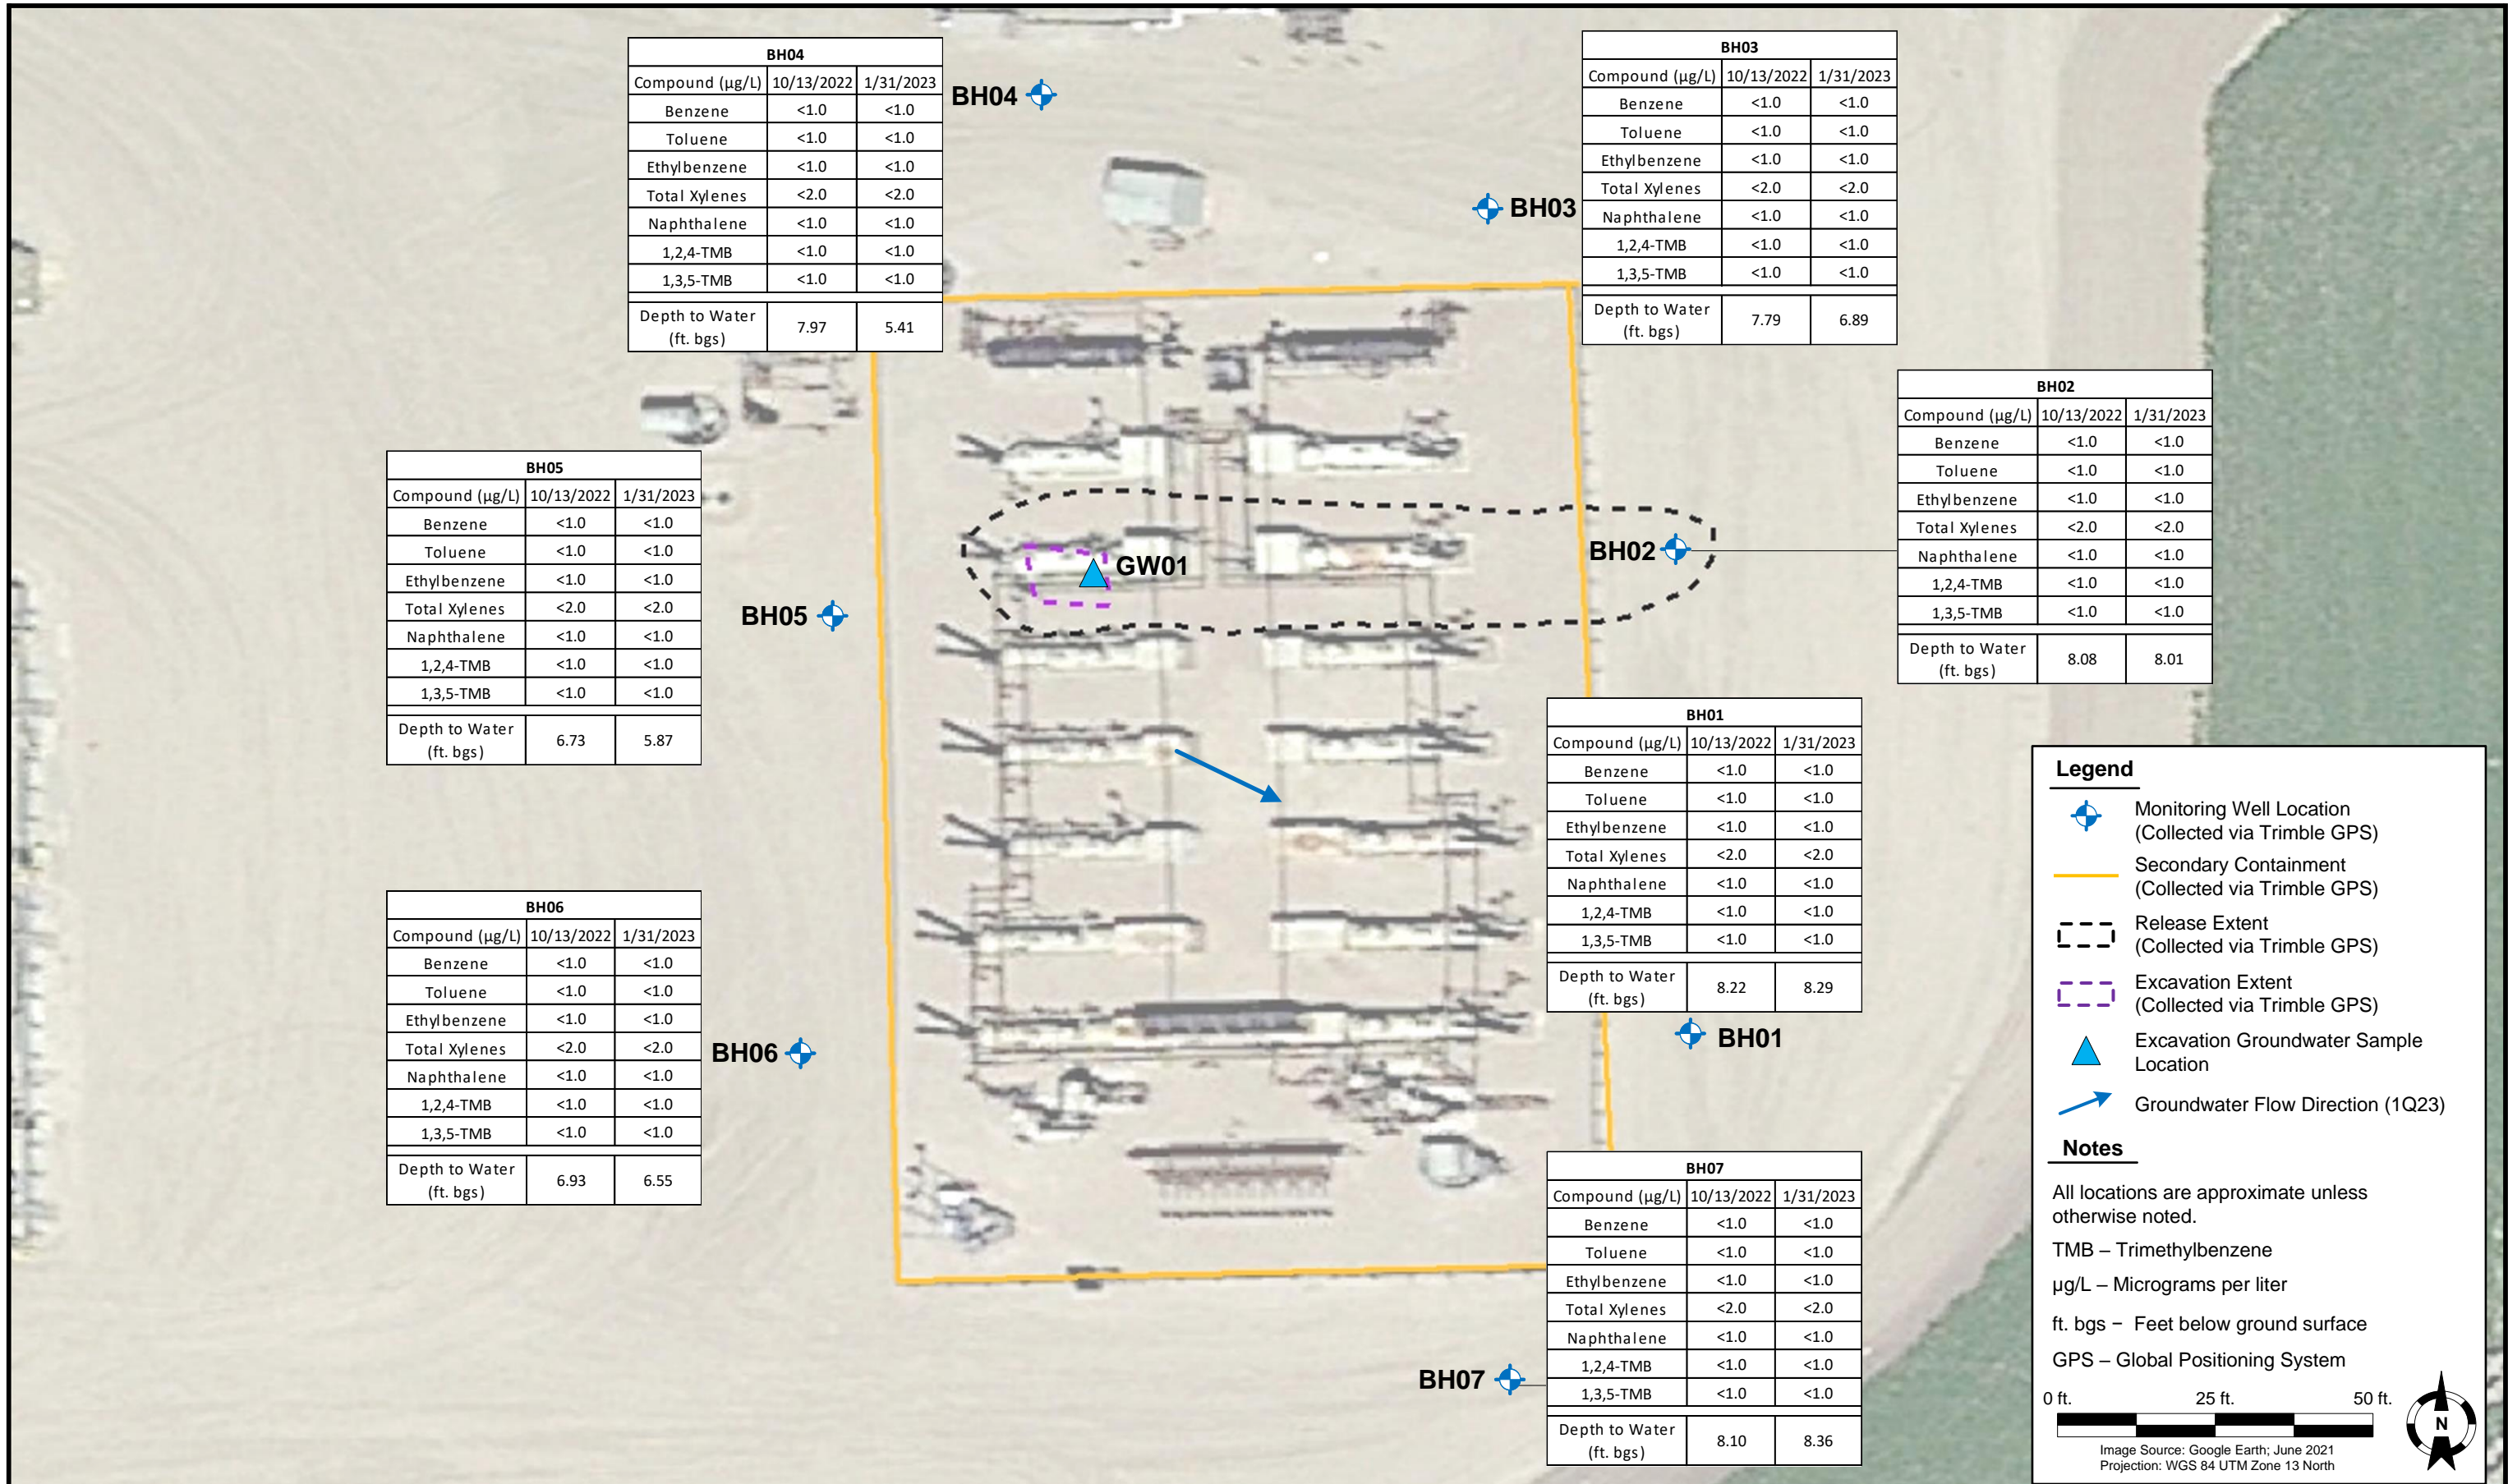 BH04
Compound (µg/L) 10/13/2022 1/31/2023
Benzene <1.0 <1.0
Toluene <1.0 <1.0
Ethylbenzene <1.0 <1.0
Total Xylenes <2.0 <2.0
Naphthalene <1.0 <1.0
1,2,4-TMB <1.0 <1.0
1,3,5-TMB <1.0 <1.0
Depth to Water
(ft. bgs) 7.97 5.41
BH04
BH03
Compound (µg/L) 10/13/2022 1/31/2023
Benzene <1.0 <1.0
Toluene <1.0 <1.0
Ethylbenzene <1.0 <1.0
Total Xylenes <2.0 <2.0
Naphthalene <1.0 <1.0
1,2,4-TMB <1.0 <1.0
1,3,5-TMB <1.0 <1.0
Depth to Water
(ft. bgs) 7.79 6.89
BH03
BH02
Compound (µg/L) 10/13/2022 1/31/2023
Benzene <1.0 <1.0
Toluene <1.0 <1.0
Ethylbenzene <1.0 <1.0
Total Xylenes <2.0 <2.0
Naphthalene <1.0 <1.0
1,2,4-TMB <1.0 <1.0
1,3,5-TMB <1.0 <1.0
Depth to Water
(ft. bgs) 8.08 8.01
BH02
GW01
BH05
Compound (µg/L) 10/13/2022 1/31/2023
Benzene <1.0 <1.0
Toluene <1.0 <1.0
Ethylbenzene <1.0 <1.0
Total Xylenes <2.0 <2.0
Naphthalene <1.0 <1.0
1,2,4-TMB <1.0 <1.0
1,3,5-TMB <1.0 <1.0
Depth to Water
(ft. bgs) 6.73 5.87
BH05
BH01
Compound (µg/L) 10/13/2022 1/31/2023
Benzene <1.0 <1.0
Toluene <1.0 <1.0
Ethylbenzene <1.0 <1.0
Total Xylenes <2.0 <2.0
Naphthalene <1.0 <1.0
1,2,4-TMB <1.0 <1.0
1,3,5-TMB <1.0 <1.0
Depth to Water
(ft. bgs) 8.22 8.29
BH01
BH06
Compound (µg/L) 10/13/2022 1/31/2023
Benzene <1.0 <1.0
Toluene <1.0 <1.0
Ethylbenzene <1.0 <1.0
Total Xylenes <2.0 <2.0
Naphthalene <1.0 <1.0
1,2,4-TMB <1.0 <1.0
1,3,5-TMB <1.0 <1.0
Depth to Water
(ft. bgs) 6.93 6.55
BH06
BH07
Compound (µg/L) 10/13/2022 1/31/2023
Benzene <1.0 <1.0
Toluene <1.0 <1.0
Ethylbenzene <1.0 <1.0
Total Xylenes <2.0 <2.0
Naphthalene <1.0 <1.0
1,2,4-TMB <1.0 <1.0
1,3,5-TMB <1.0 <1.0
Depth to Water
(ft. bgs) 8.10 8.36
BH07
Legend
Monitoring Well Location
(Collected via Trimble GPS)
Secondary Containment
(Collected via Trimble GPS)
Release Extent
(Collected via Trimble GPS)
Excavation Extent
(Collected via Trimble GPS)
Excavation Groundwater Sample
Location
Groundwater Flow Direction (1Q23)
Notes
All locations are approximate unless
otherwise noted.
TMB – Trimethylbenzene
µg/L – Micrograms per liter
ft. bgs – Feet below ground surface
GPS – Global Positioning System
0 ft. 25 ft. 50 ft.
N
Image Source: Google Earth; June 2021
Projection: WGS 84 UTM Zone 13 North